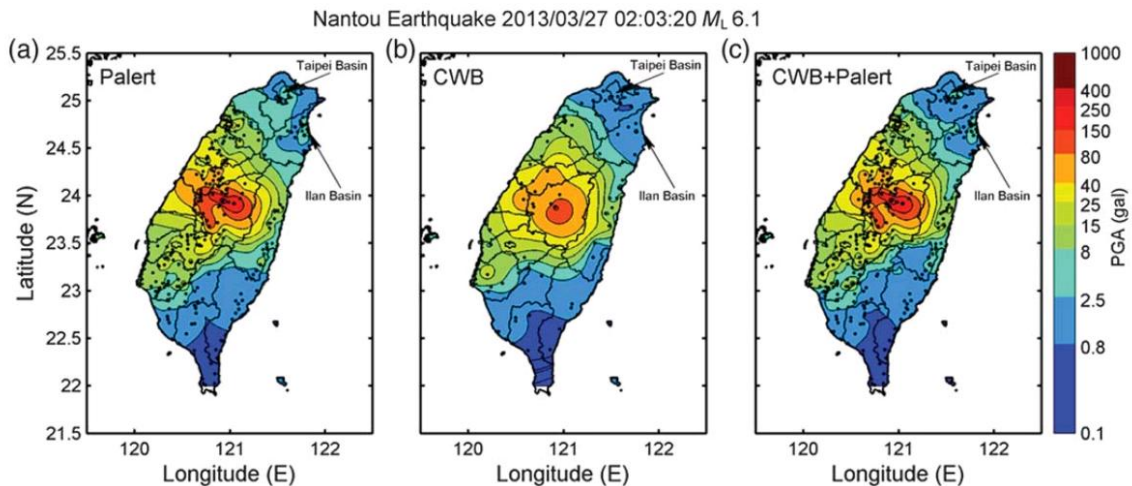 Nantou Earthquake 2013/03/27 02:03:20 ML 6.1
(a) (b) (c)
Palert
CWB
CWB+Palert
Taipei Basin
Taipei Basin
Taipei Basin
Ilan Basin
Ilan Basin
Ilan Basin
Latitude (N)
25.5
25
24.5
24
23.5
23
22.5
22
21.5
120 121 122
120 121 122
120 121 122
Longitude (E)
Longitude (E)
Longitude (E)
1000
400
250
150
80
40
25
15
8
2.5
0.8
0.1
PGA (gal)